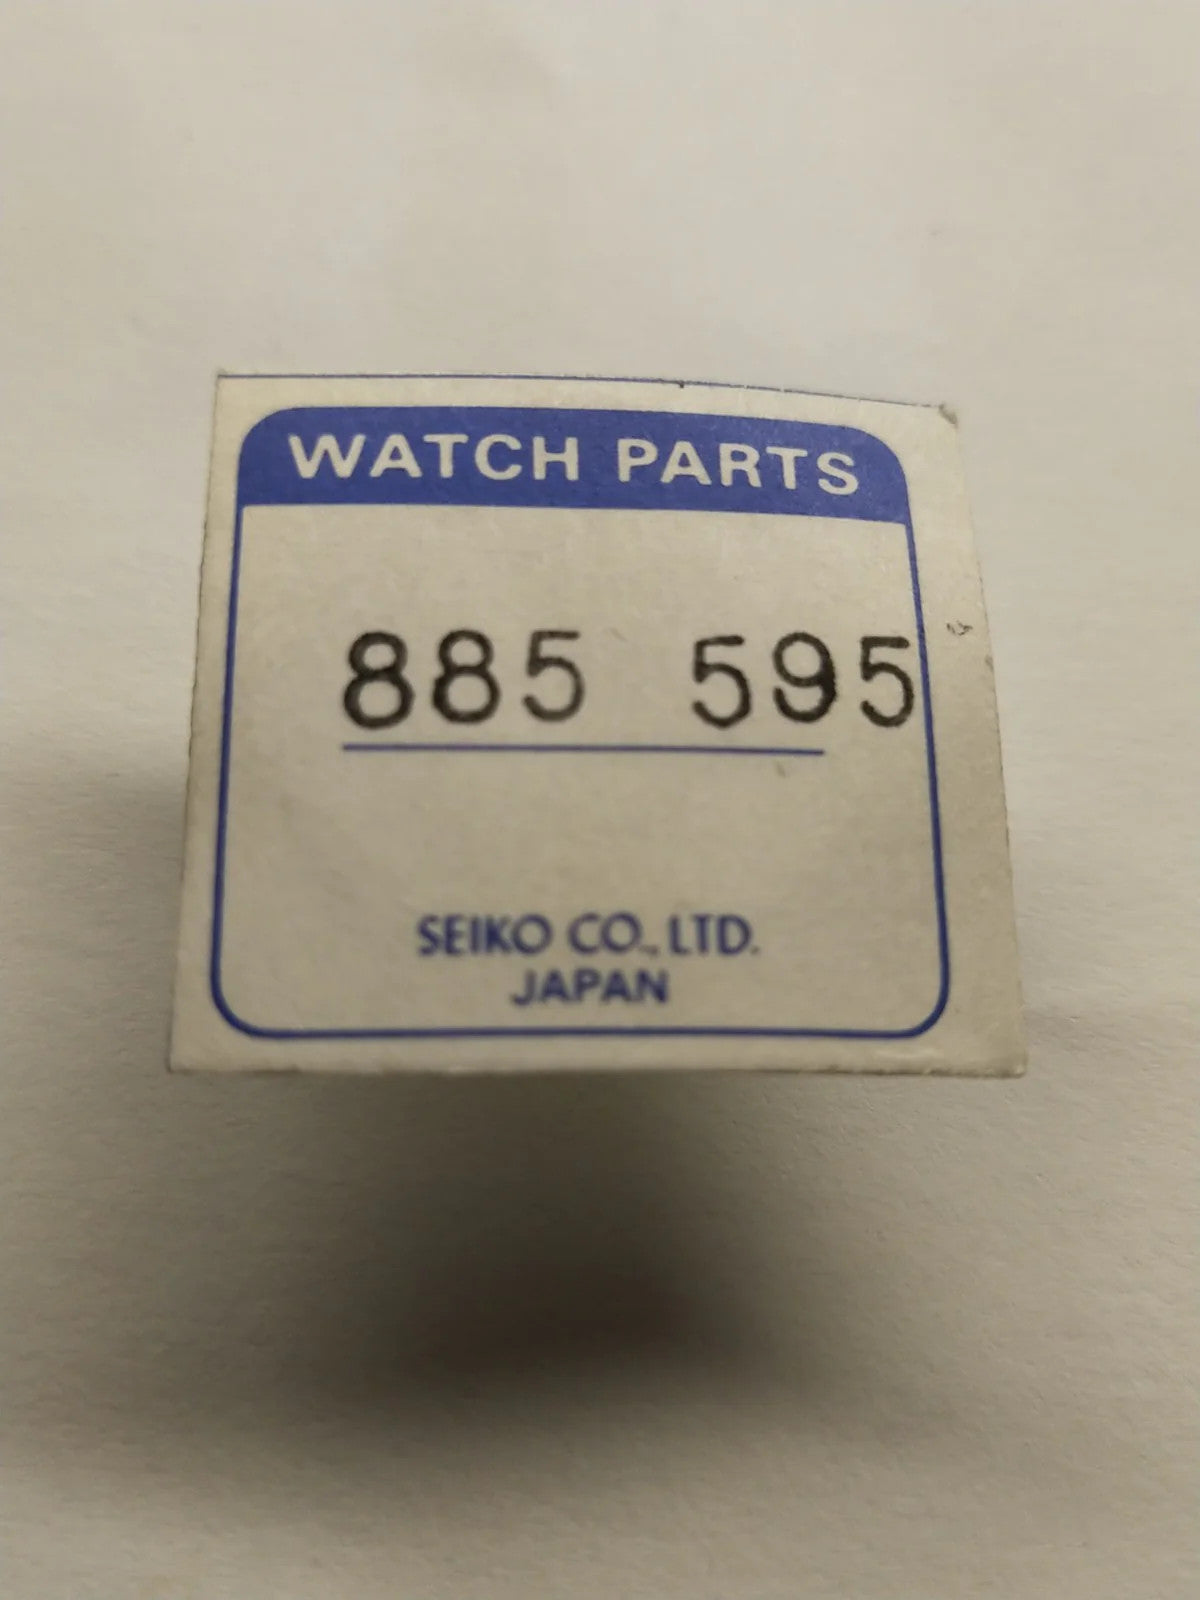 WATCH PARTS
885 595
SEIKO CO., LTD.
JAPAN